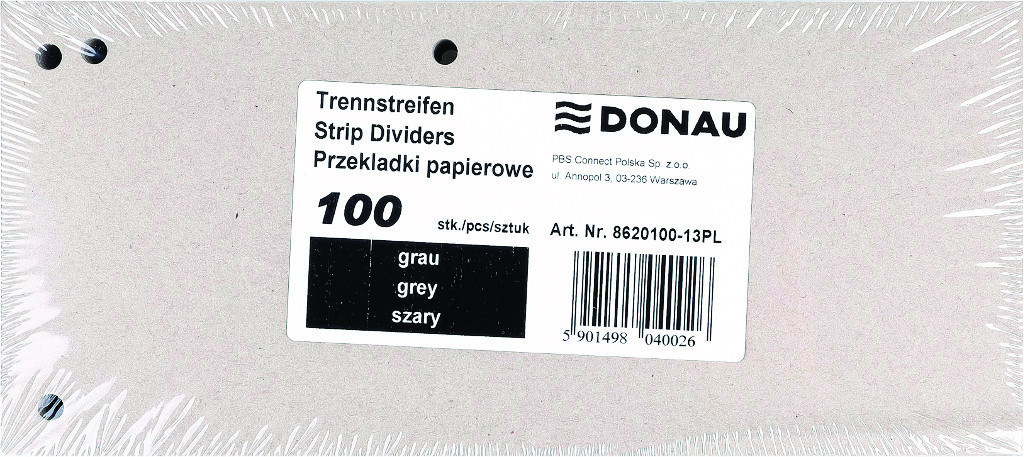 Trennstreifen
Strip Dividers
Przekladki papierowe
100 stk./pcs/sztuk
grau
grey
szary
DONAU
PBS Connect Polska Sp. z.o.o.
ul. Annopol 3, 03-236 Warszawa
Art. Nr. 8620100-13PL
5 901498 040026